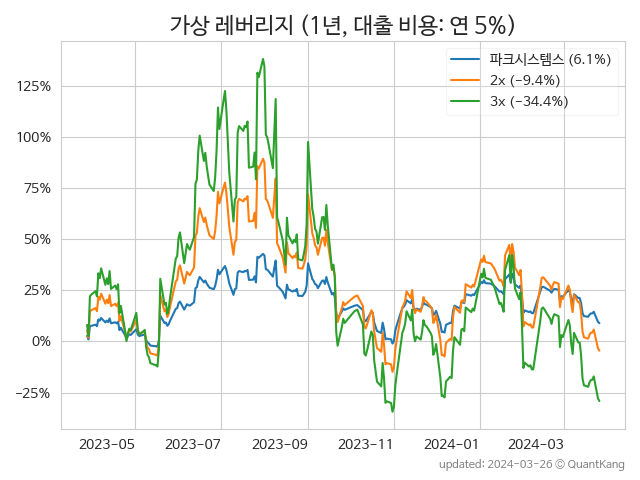 가상 레버리지 (1년, 대출 비용: 연 5%)
파크시스템스 (6.1%)
2x (−9.4%)
3x (−34.4%)
125%
100%
75%
50%
25%
0%
−25%
2023-05
2023-07
2023-09
2023-11
2024-01
2024-03
updated: 2024-03-26 © QuantKang